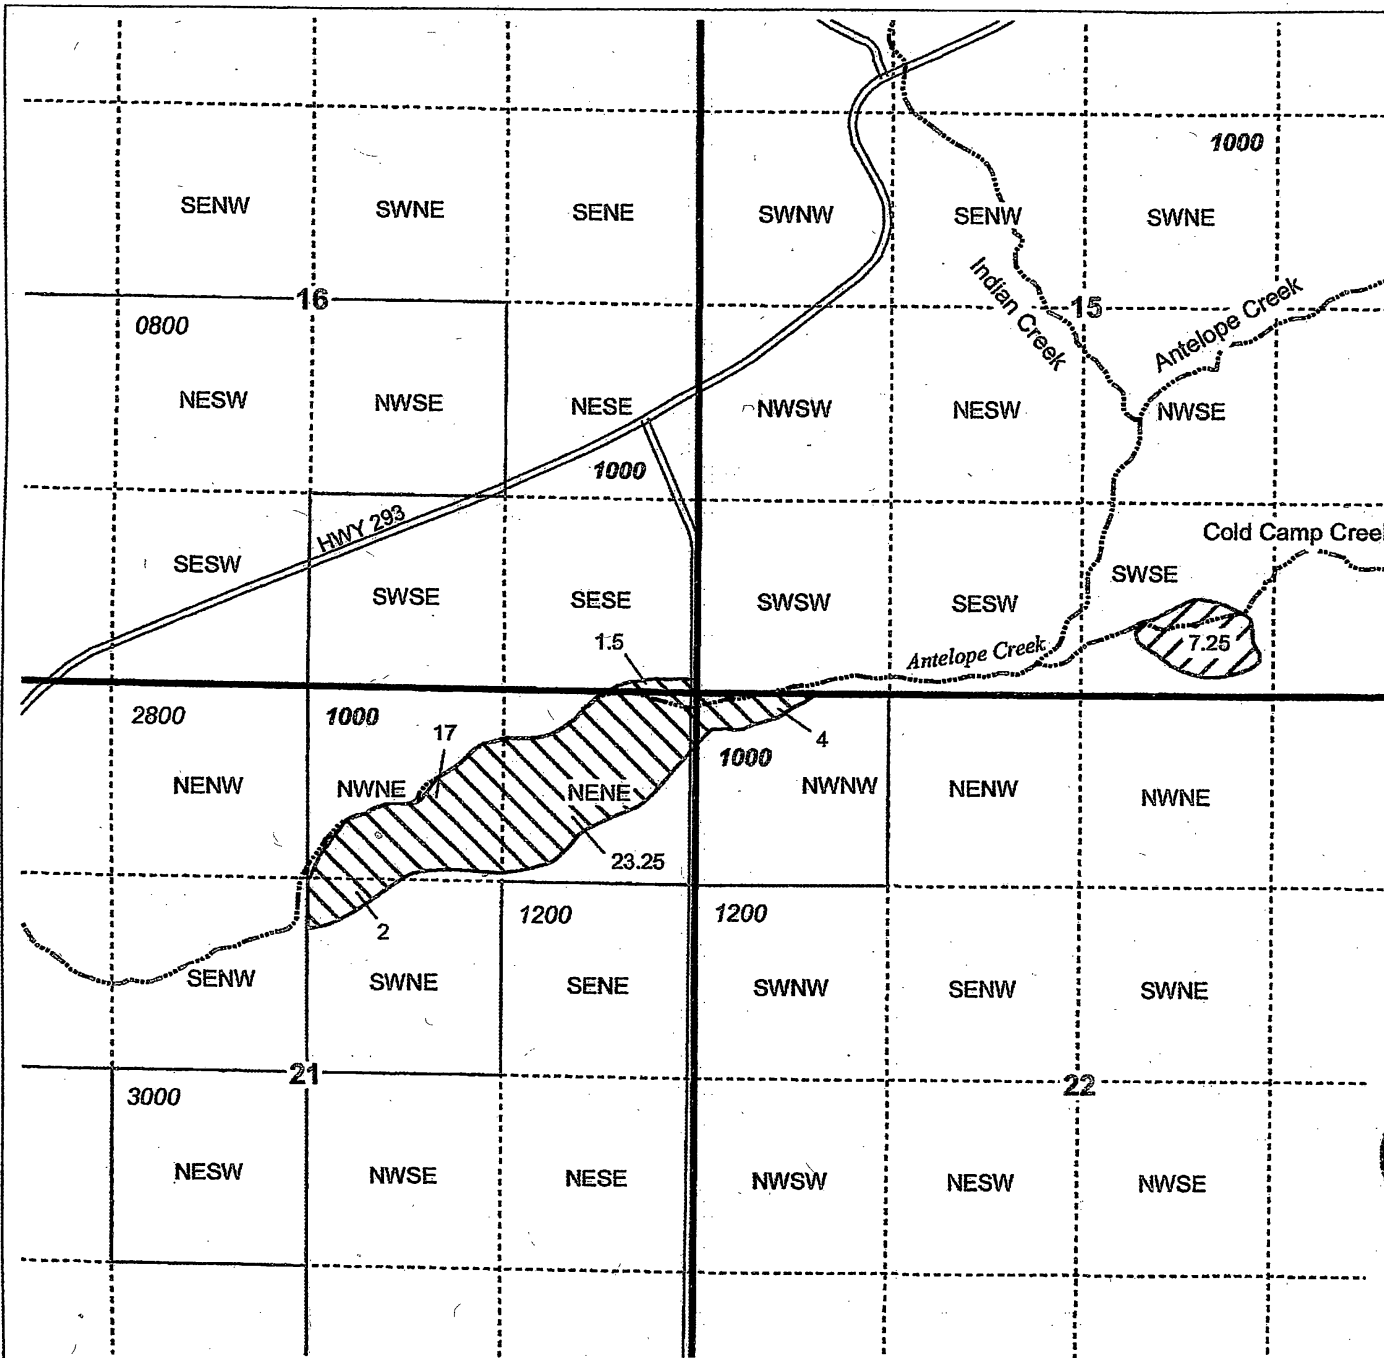 1000
SENW SWNE SENE SWNW SENW SWNE
Indian Creek
16 15
Antelope Creek
0800
NESW NWSE NESE NWSW NESW NWSE
1000
HWY 293
Cold Camp Creek
SESW SWSE SESE SWSW SESW SWSE
1.5 Antelope Creek 7.25
2800 1000
17 4
1000
NENW NWNE NENE NWNW NENW NWNE
23.25
1200 1200
2
SENW SWNE SENE SWNW SENW SWNE
21 22
3000
NESW NWSE NESE NWSW NESW NWSE